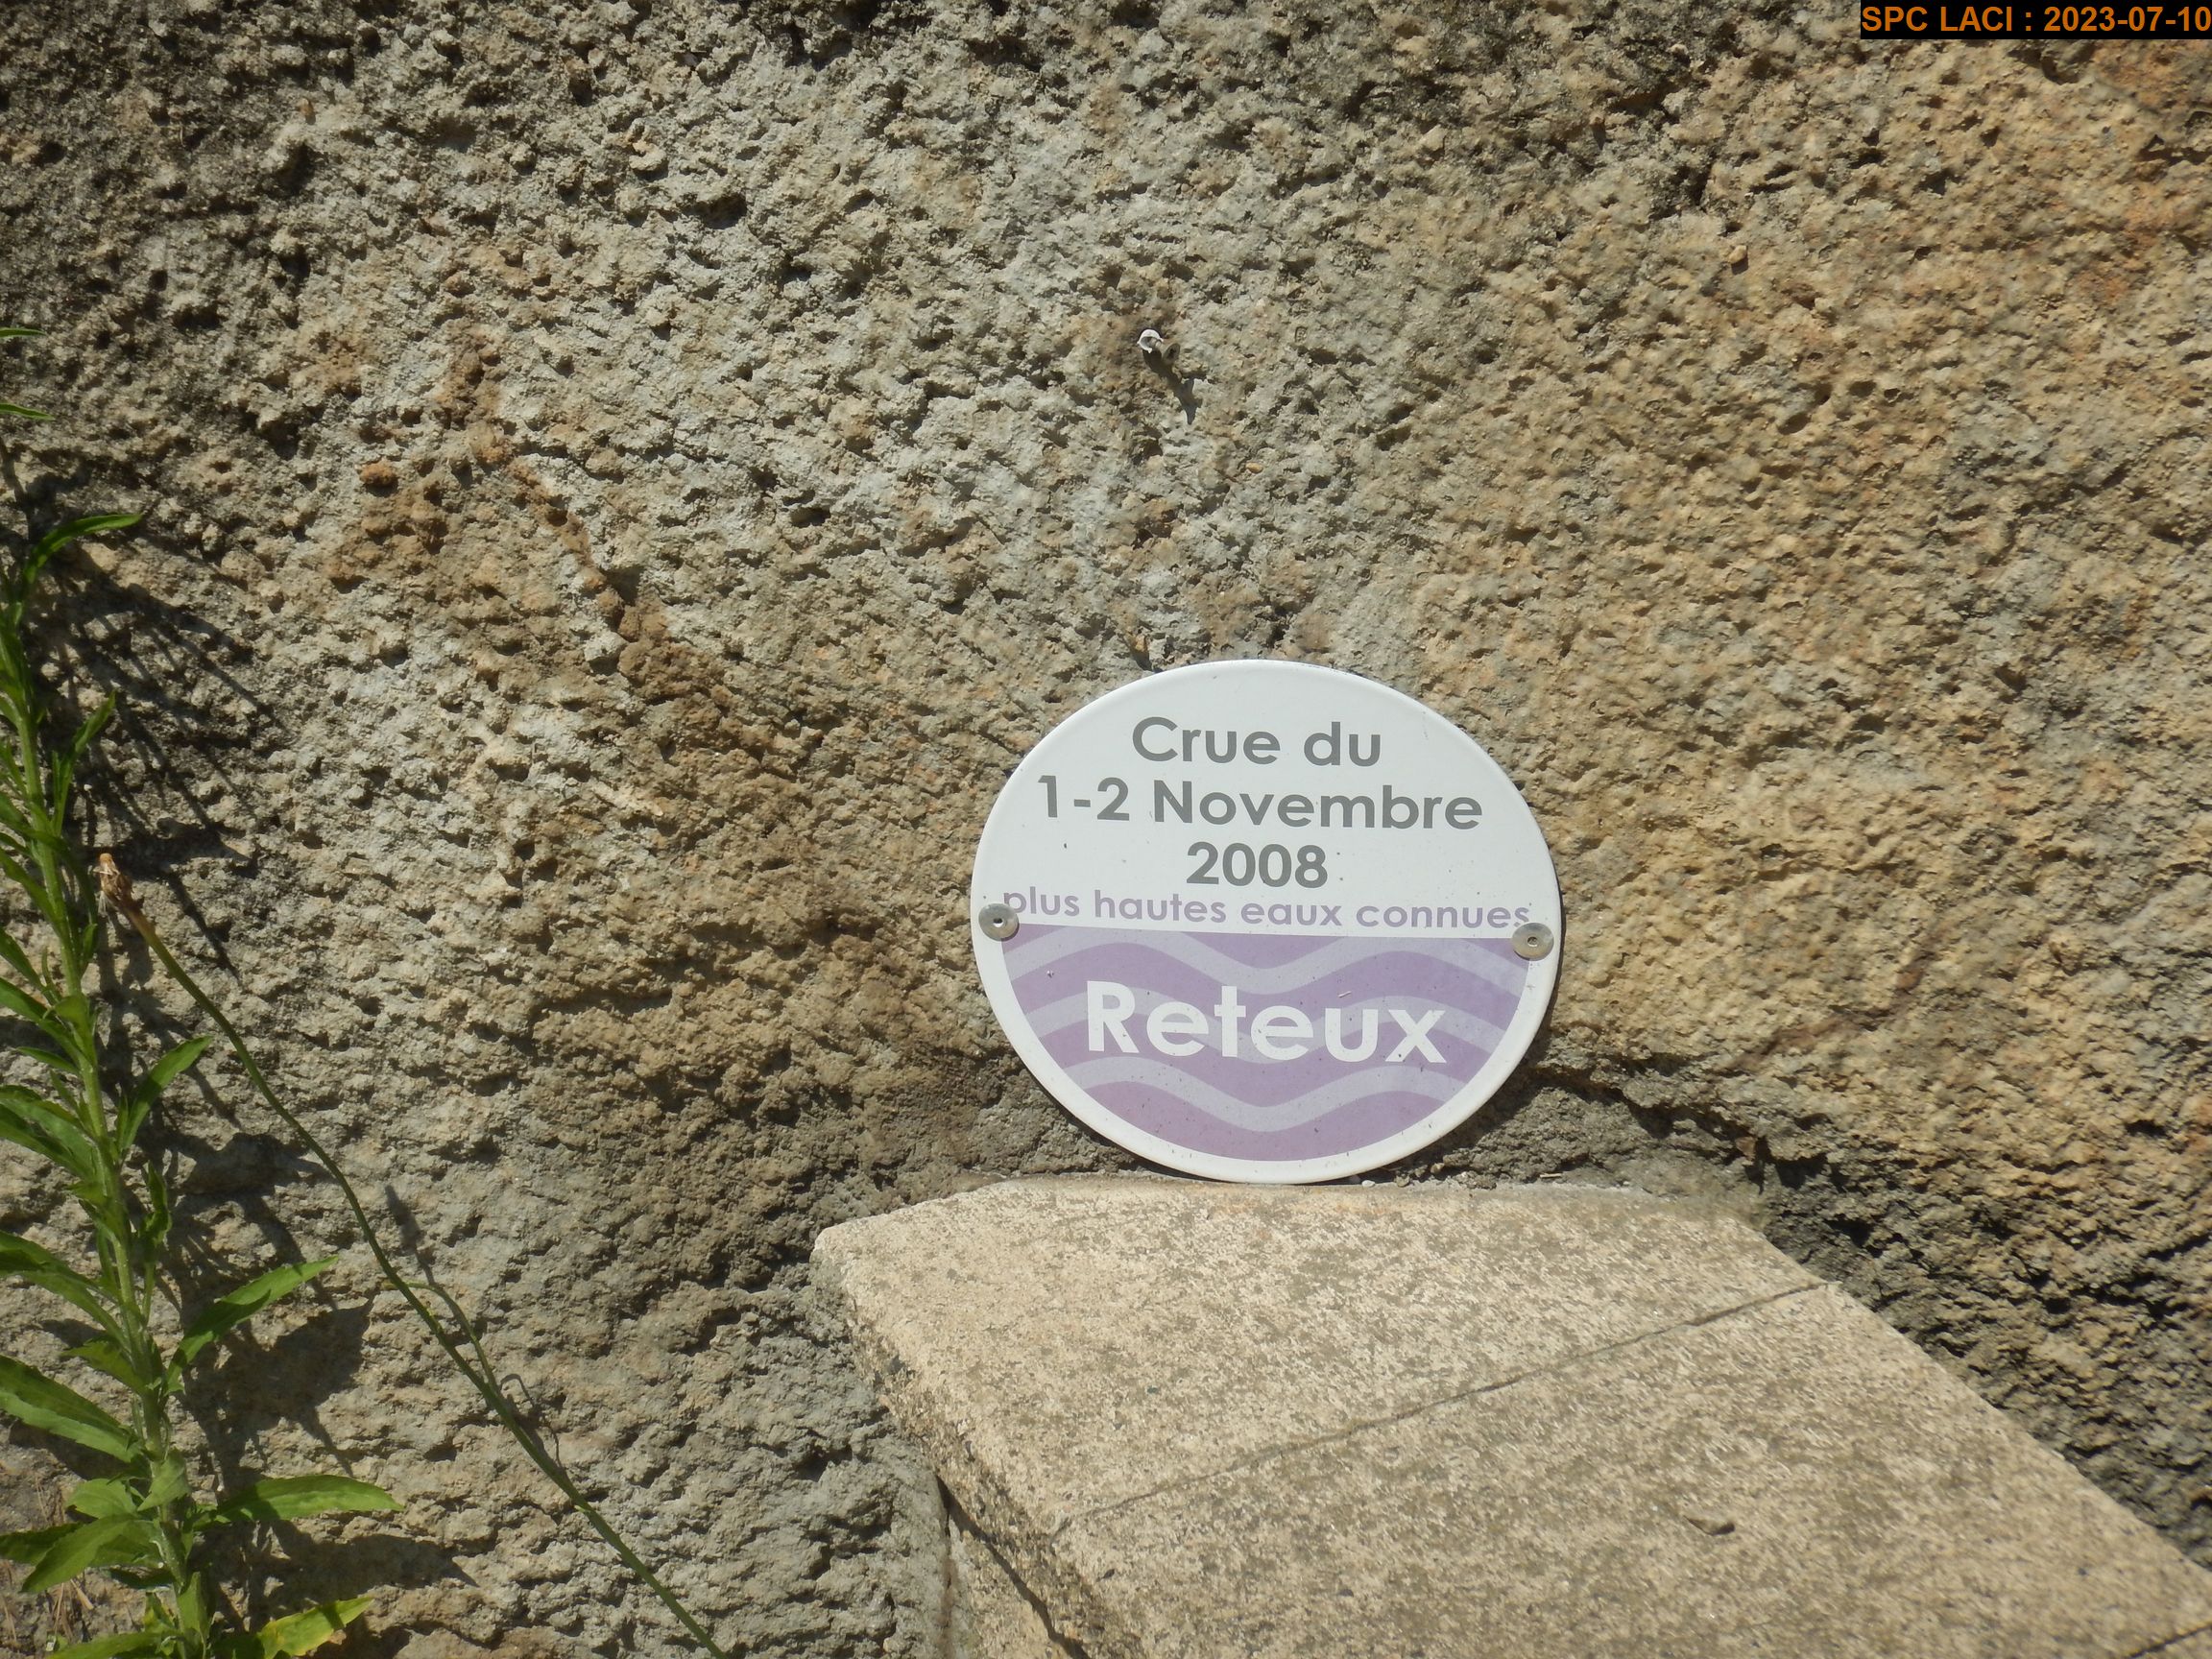 SPC LACI : 2023-07-10
Crue du
1-2 Novembre
2008
plus hautes eaux connues
Reteux